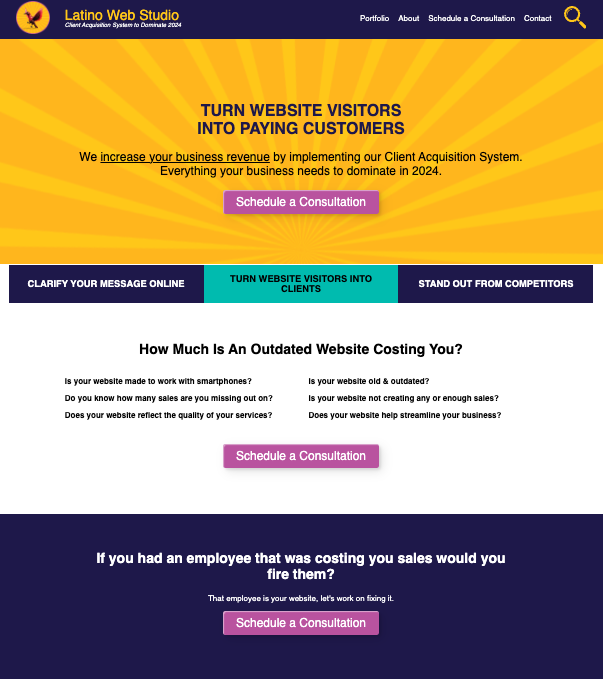 Latino Web Studio
Client Acquisition System to Dominate 2024
Portfolio About Schedule a Consultation Contact
TURN WEBSITE VISITORS
INTO PAYING CUSTOMERS
We increase your business revenue by implementing our Client Acquisition System.
Everything your business needs to dominate in 2024.
Schedule a Consultation
CLARIFY YOUR MESSAGE ONLINE
TURN WEBSITE VISITORS INTO
CLIENTS
STAND OUT FROM COMPETITORS
How Much Is An Outdated Website Costing You?
Is your website made to work with smartphones?
Do you know how many sales are you missing out on?
Does your website reflect the quality of your services?
Is your website old & outdated?
Is your website not creating any or enough sales?
Does your website help streamline your business?
Schedule a Consultation
If you had an employee that was costing you sales would you
fire them?
That employee is your website, let's work on fixing it.
Schedule a Consultation